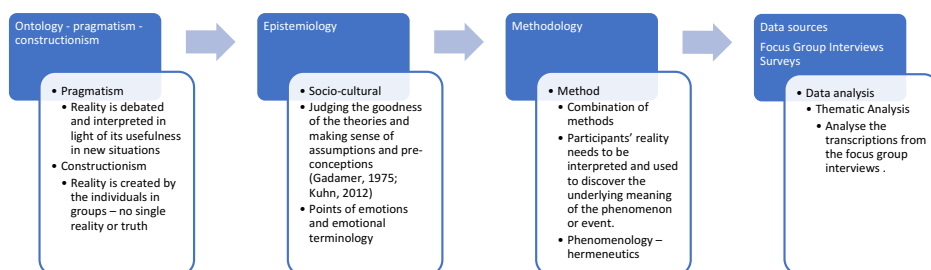 Ontology - pragmatism -
constructionism
• Pragmatism
• Reality is debated
and interpreted in
light of its usefulness
in new situations
• Constructionism
• Reality is created by
the individuals in
groups – no single
reality or truth
Epistemiology
• Socio-cultural
• Judging the goodness
of the theories and
making sense of
assumptions and pre-
conceptions
(Gadamer, 1975;
Kuhn, 2012)
• Points of emotions
and emotional
terminology
Methodology
• Method
• Combination of
methods
• Participants' reality
needs to be
interpreted and used
to discover the
underlying meaning
of the phenomenon
or event.
• Phenomenology –
hermeneutics
Data sources
Focus Group Interviews
Surveys
• Data analysis
• Thematic Analysis
• Analyse the
transcriptions from
the focus group
interviews .